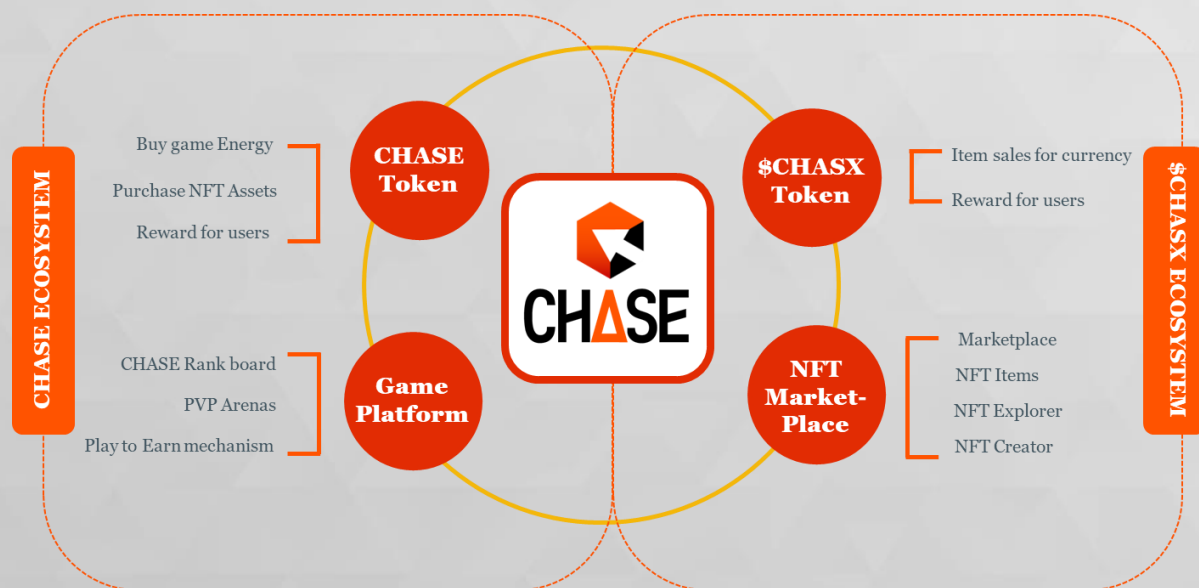 CHASE ECOSYSTEM
Buy game Energy
Purchase NFT Assets
Reward for users
CHASE
Token
CHASE Rank board
PVP Arenas
Play to Earn mechanism
Game
Platform
CHASE
$CHASX
Token
Item sales for currency
Reward for users
NFT
Market-
Place
Marketplace
NFT Items
NFT Explorer
NFT Creator
$CHASX ECOSYSTEM